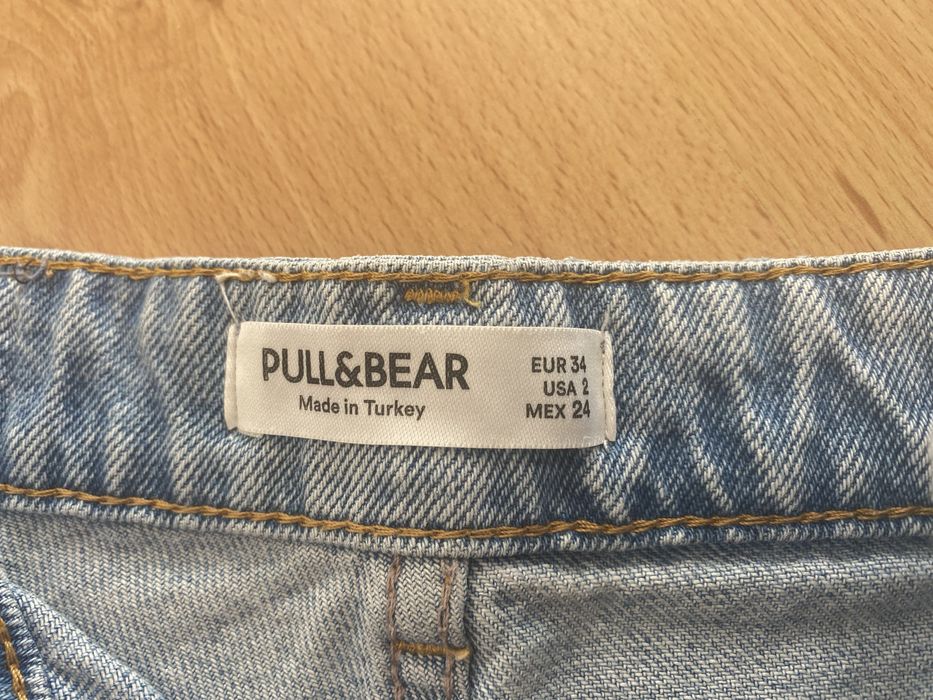 PULL&BEAR
Made in Turkey
EUR 34
USA 2
MEX 24